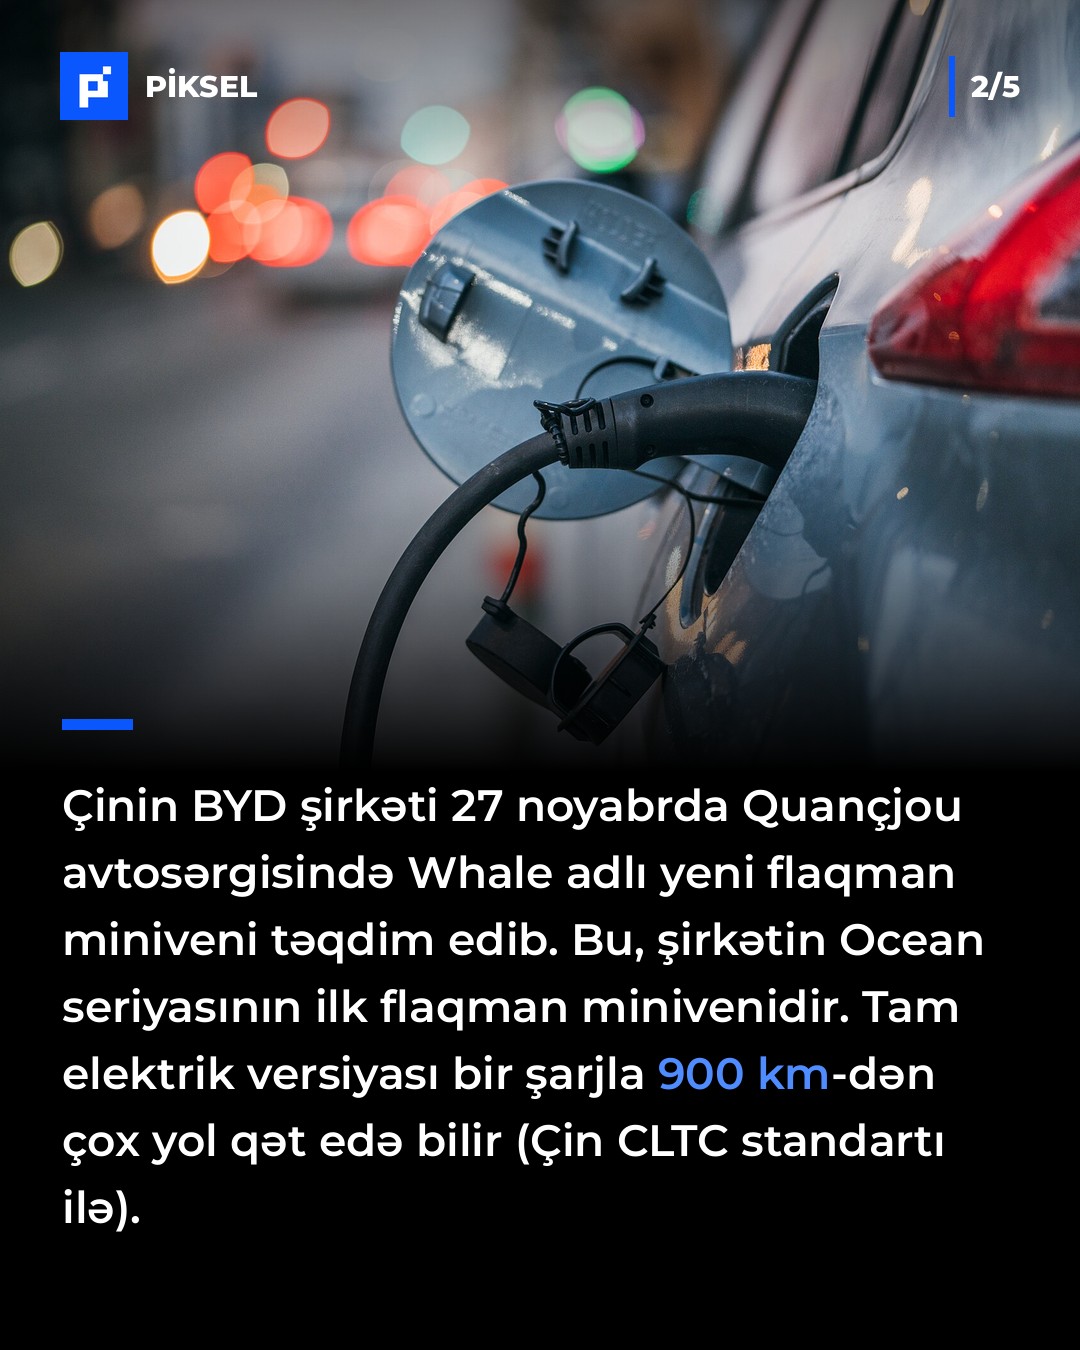 PİKSEL
2/5
Çinin BYD şirkəti 27 noyabrda Quançjou
avtosərgisində Whale adlı yeni flaqman
miniveni təqdim edib. Bu, şirkətin Ocean
seriyasının ilk flaqman minivenidir. Tam
elektrik versiyası bir şarjla 900 km-dən
çox yol qət edə bilir (Çin CLTC standartı
ilə).